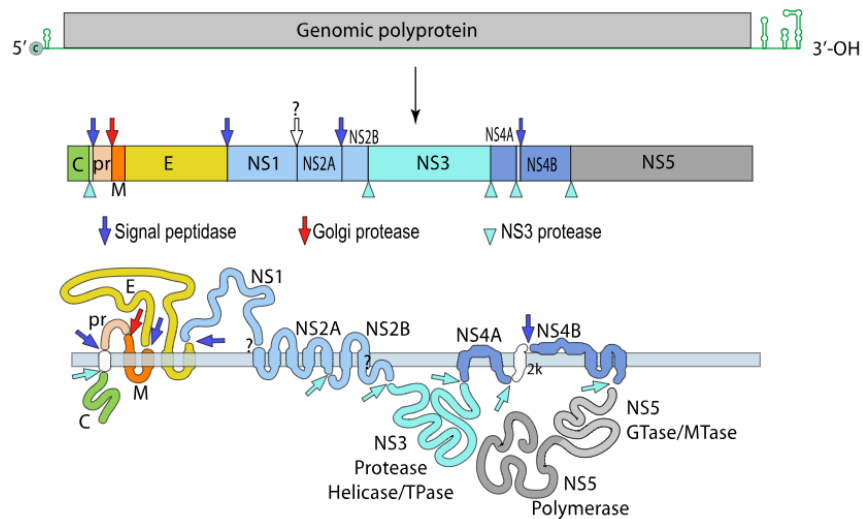 Genomic polyprotein
5′ C 3′-OH
?
NS2B NS4A
C pr E NS1 NS2A NS3 NS4B NS5
M
Signal peptidase Golgi protease NS3 protease
NS1
E
pr NS2A NS2B NS4A NS4B
?
? 2k
M
C
NS5
GTase/MTase
NS3
Protease
Helicase/TPase
NS5
Polymerase